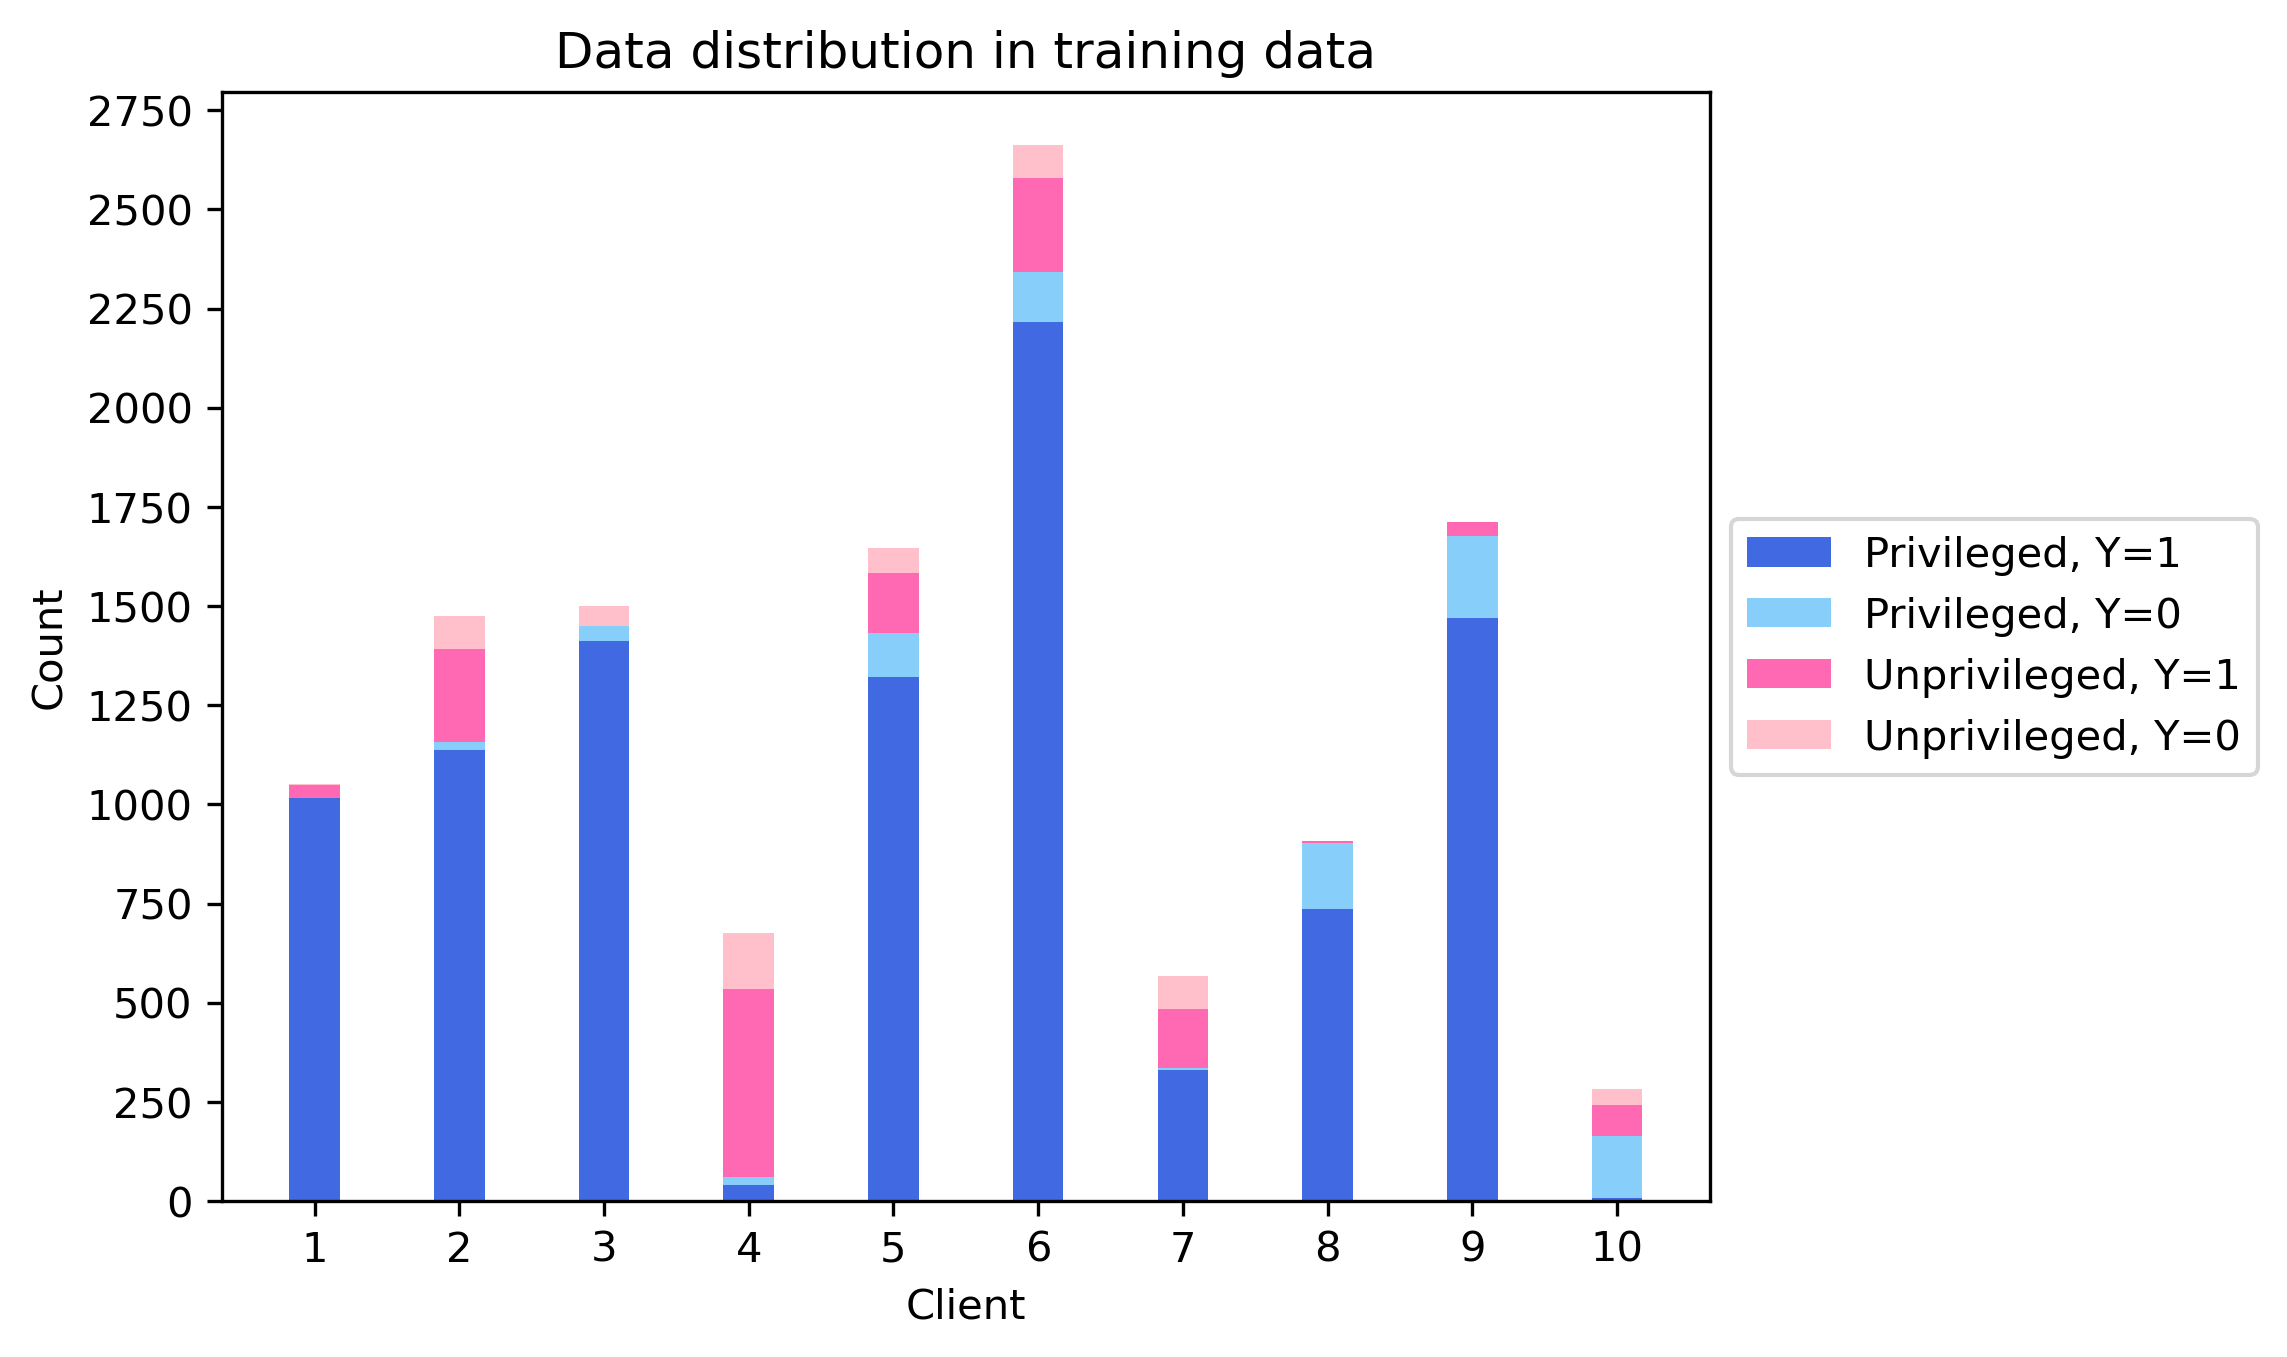 Data distribution in training data
2750
2500
2250
2000
1750
1500
1250
1000
750
500
250
0
Count
1 2 3 4 5 6 7 8 9 10
Client
Privileged, Y=1
Privileged, Y=0
Unprivileged, Y=1
Unprivileged, Y=0